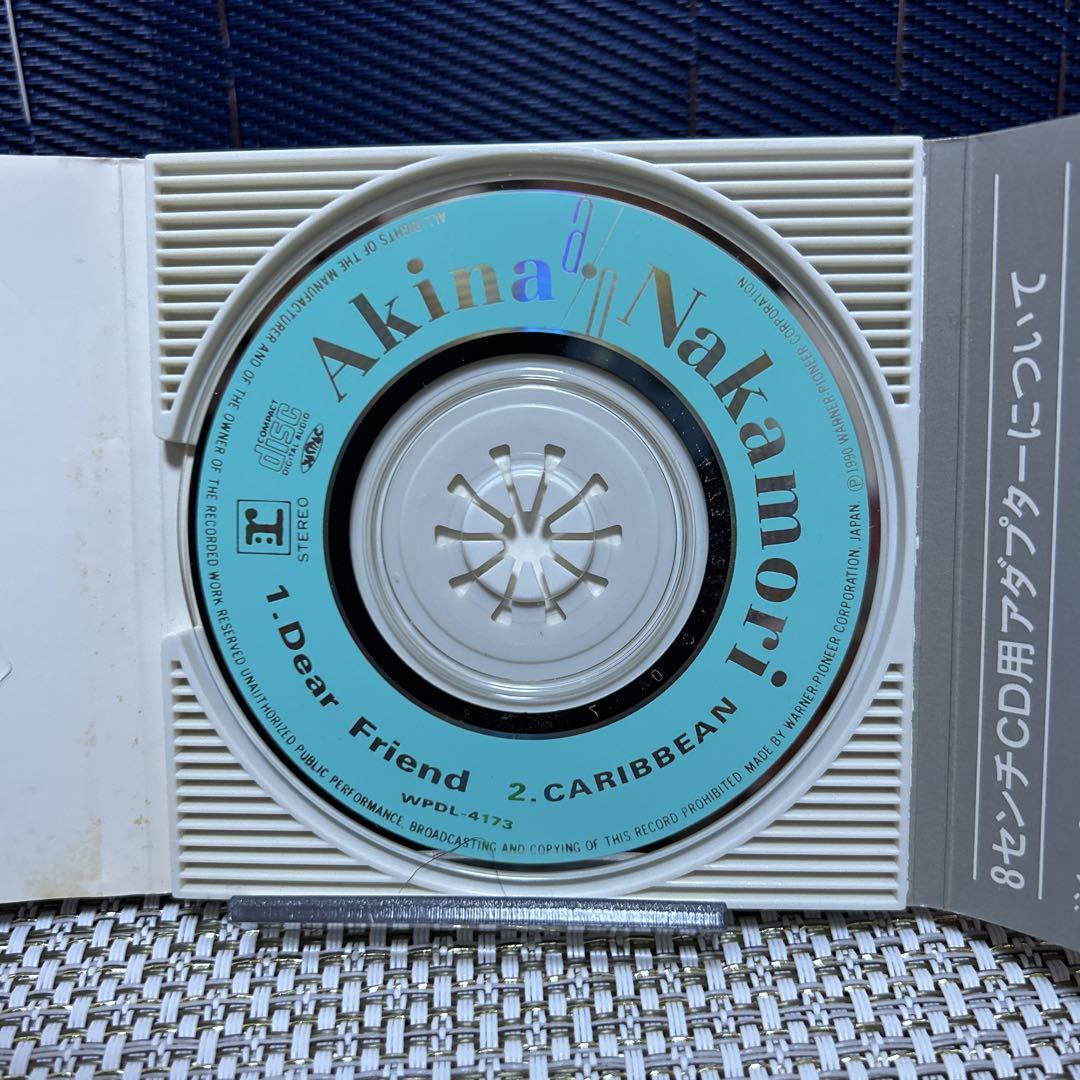 Akina
a.n
Nakamori
COMPACT
disc
DIGITAL AUDIO
JASRAC
r
STEREO
1.Dear Friend
2.CARIBBEAN
WPDL-4173
ALL RIGHTS OF THE MANUFACTURER AND OF THE OWNER OF THE RECORDED WORK RESERVED UNAUTHORIZED PUBLIC PERFORMANCE. BROADCASTING AND COPYING OF THIS RECORD PROHIBITED MADE BY WARNER-PIONEER CORPORATION, JAPAN. ℗1990 WARNER-PIONEER CORPORATION
8センチCD用アダプターについて